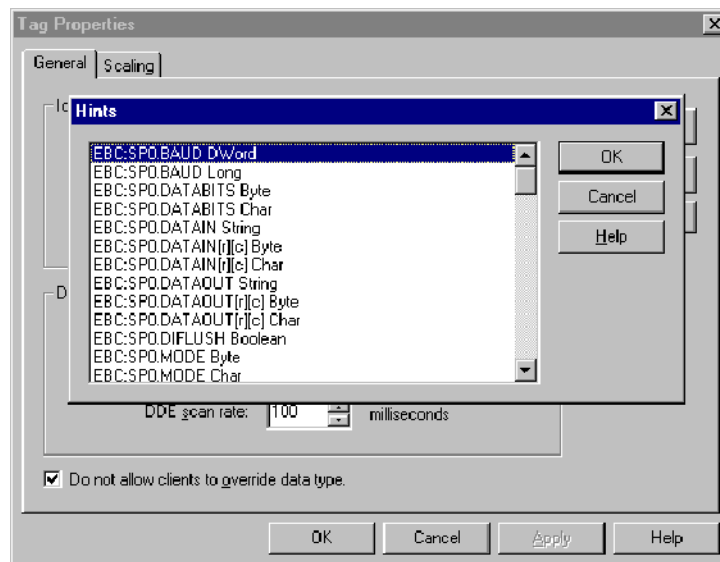 Tag Properties
General
Scaling
Hints
EBC:SP0.BAUD DWord
EBC:SP0.BAUD Long
EBC:SP0.DATABITS Byte
EBC:SP0.DATABITS Char
EBC:SP0.DATAIN String
EBC:SP0.DATAIN[r][c] Byte
EBC:SP0.DATAIN[r][c] Char
EBC:SP0.DATAOUT String
EBC:SP0.DATAOUT[r][c] Byte
EBC:SP0.DATAOUT[r][c] Char
EBC:SP0.DIFLUSH Boolean
EBC:SP0.MODE Byte
EBC:SP0.MODE Char
OK
Cancel
Help
DDE scan rate: 100 milliseconds
Do not allow clients to override data type.
OK Cancel Apply Help